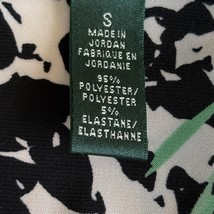 S
MADE IN
JORDAN
FABRIQUE EN
JORDANIE
95%
POLYESTER/
POLYESTER
5%
ELASTANE/
ELASTHANNE